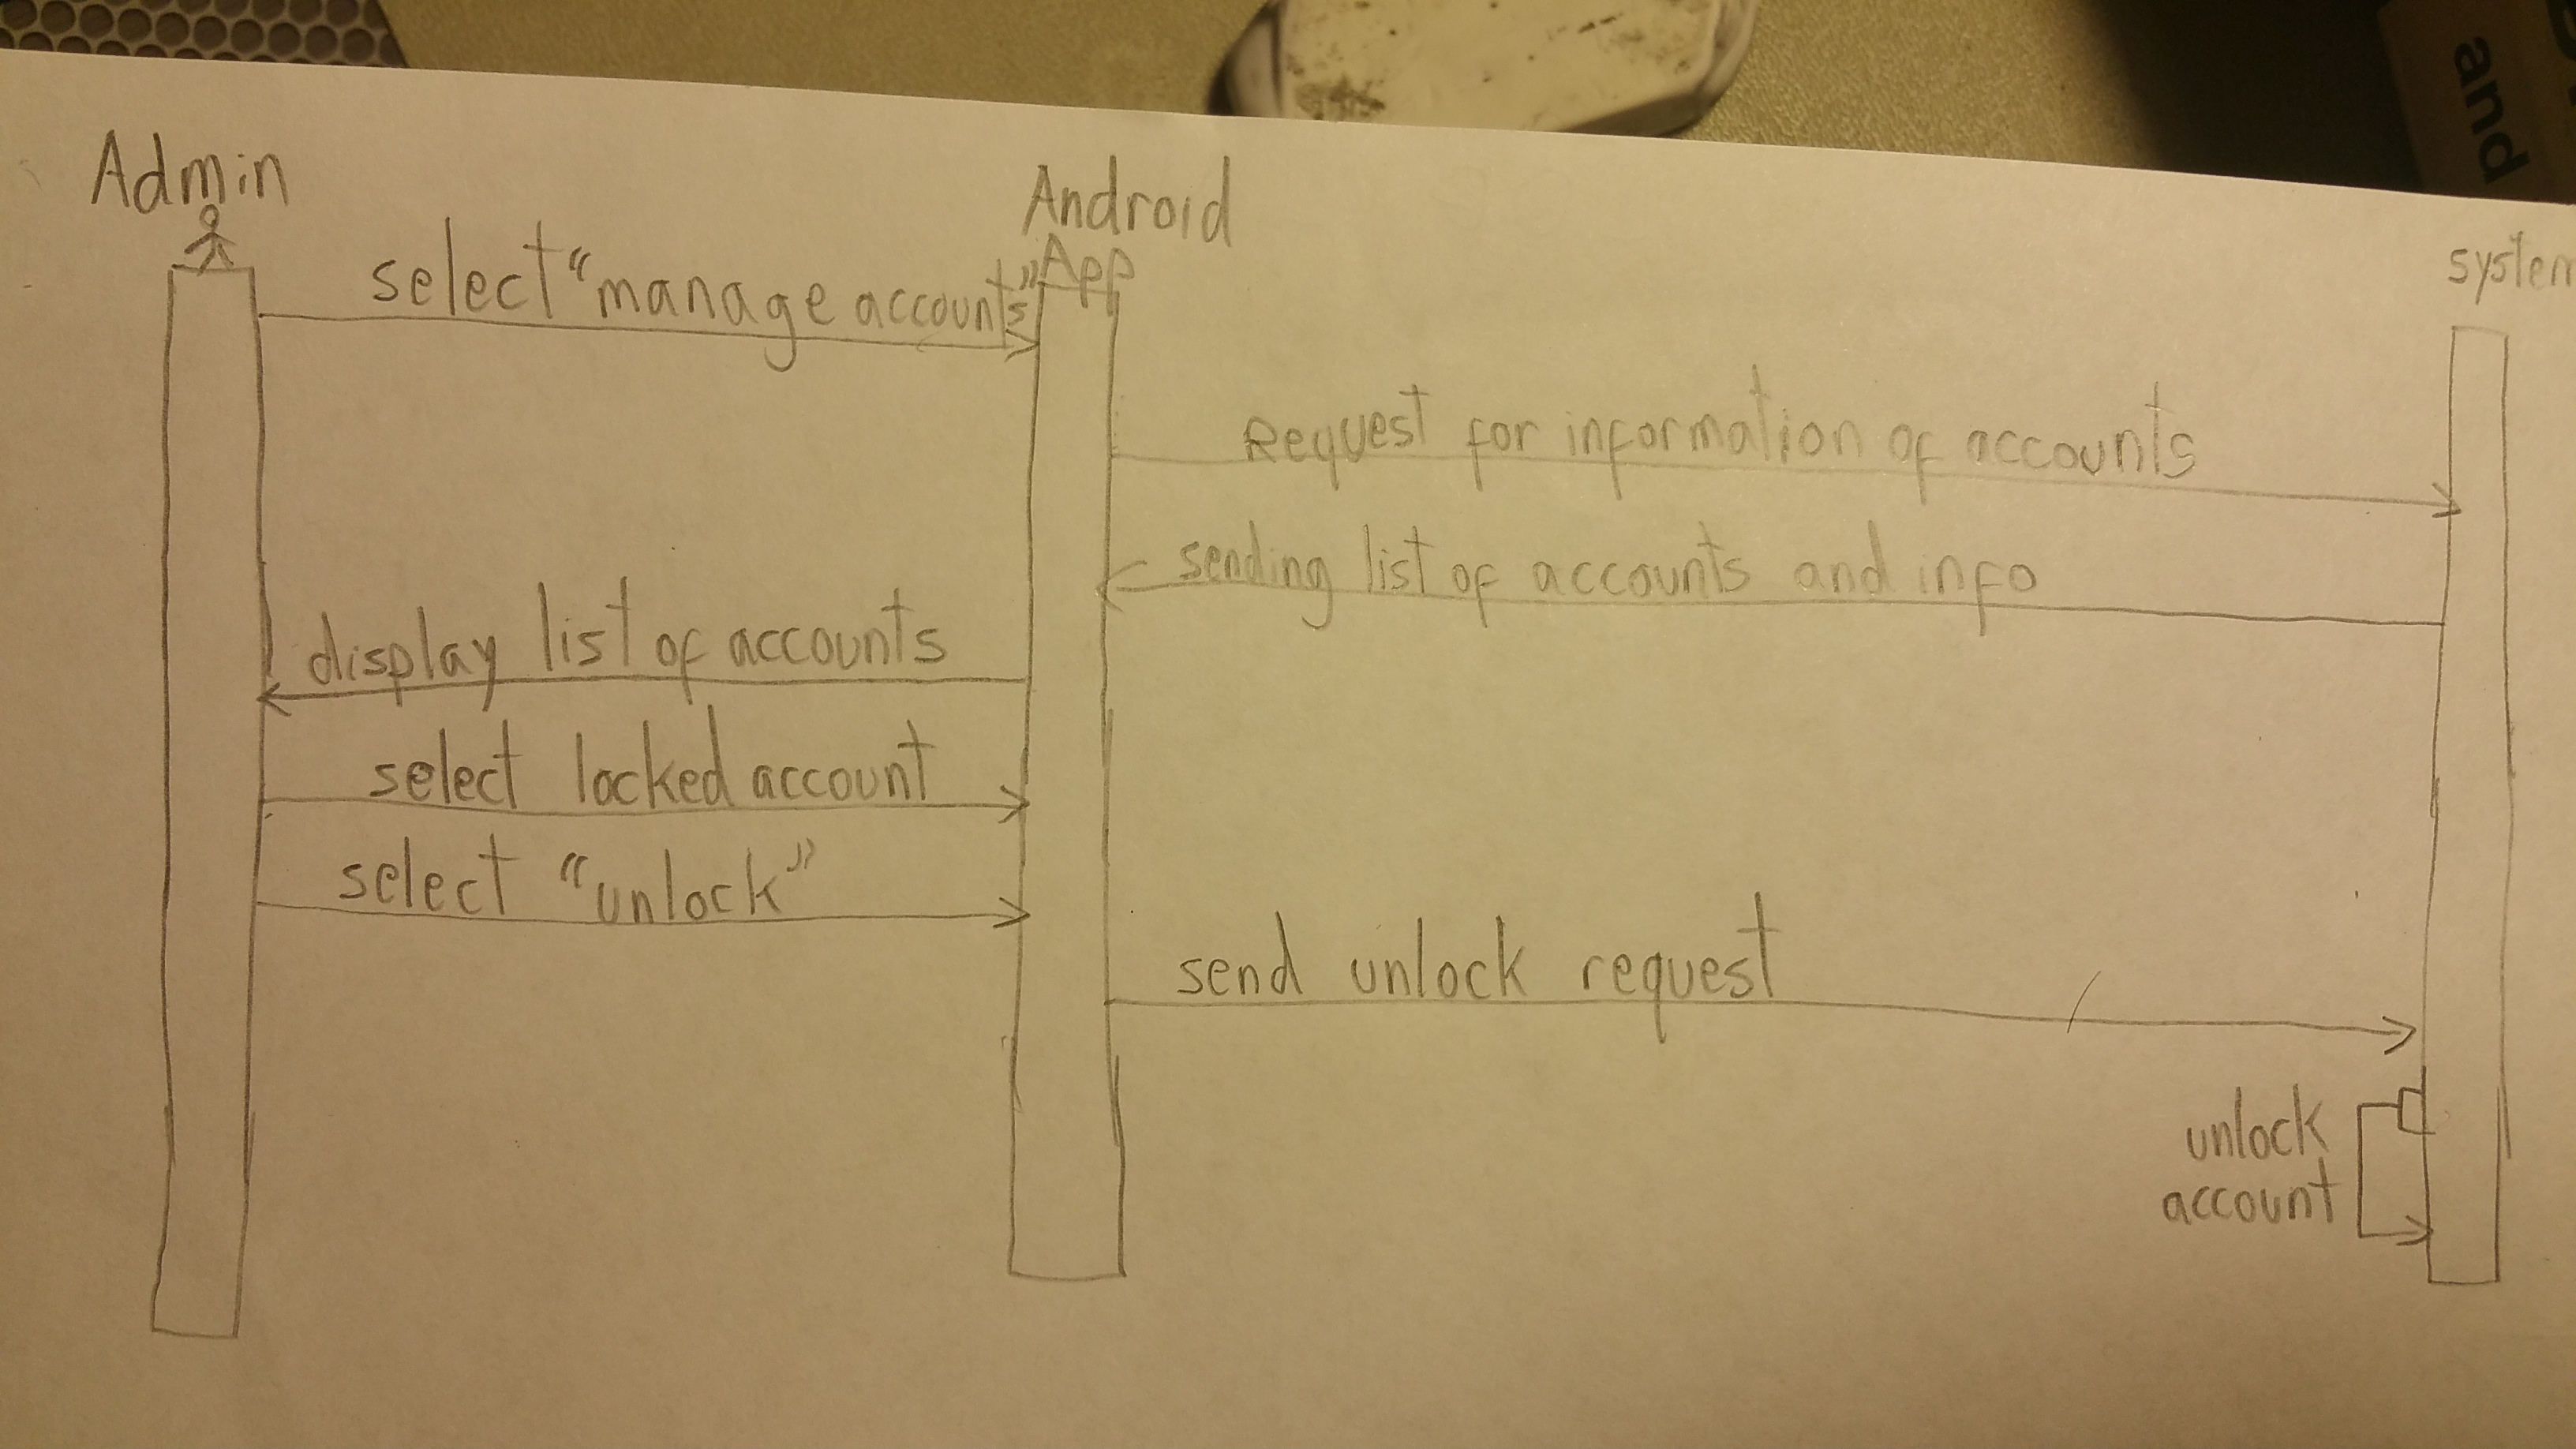 and
Admin
Android
App
system
select "manage accounts"
Request for information of accounts
sending list of accounts and info
display list of accounts
select locked account
select "unlock"
send unlock request
unlock
account